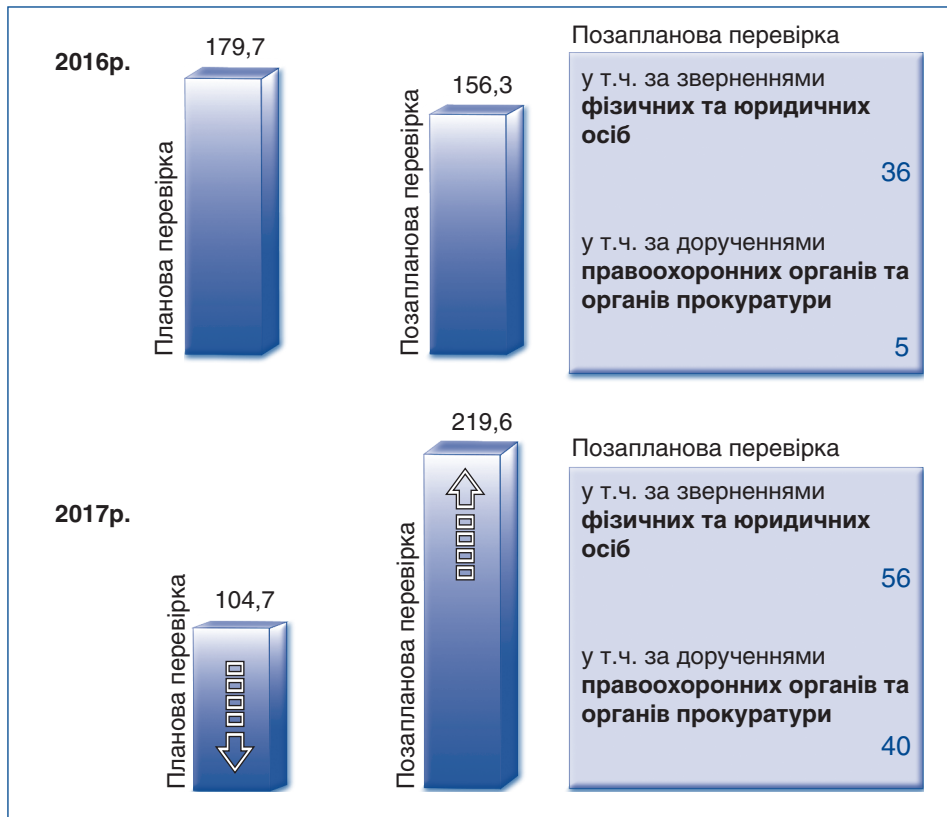 2016р.
179,7
Планова перевірка
156,3
Позапланова перевірка
Позапланова перевірка
у т.ч. за зверненнями
фізичних та юридичних
осіб
36
у т.ч. за дорученнями
правоохоронних органів та
органів прокуратури
5
2017р.
104,7
Планова перевірка
219,6
Позапланова перевірка
Позапланова перевірка
у т.ч. за зверненнями
фізичних та юридичних
осіб
56
у т.ч. за дорученнями
правоохоронних органів та
органів прокуратури
40